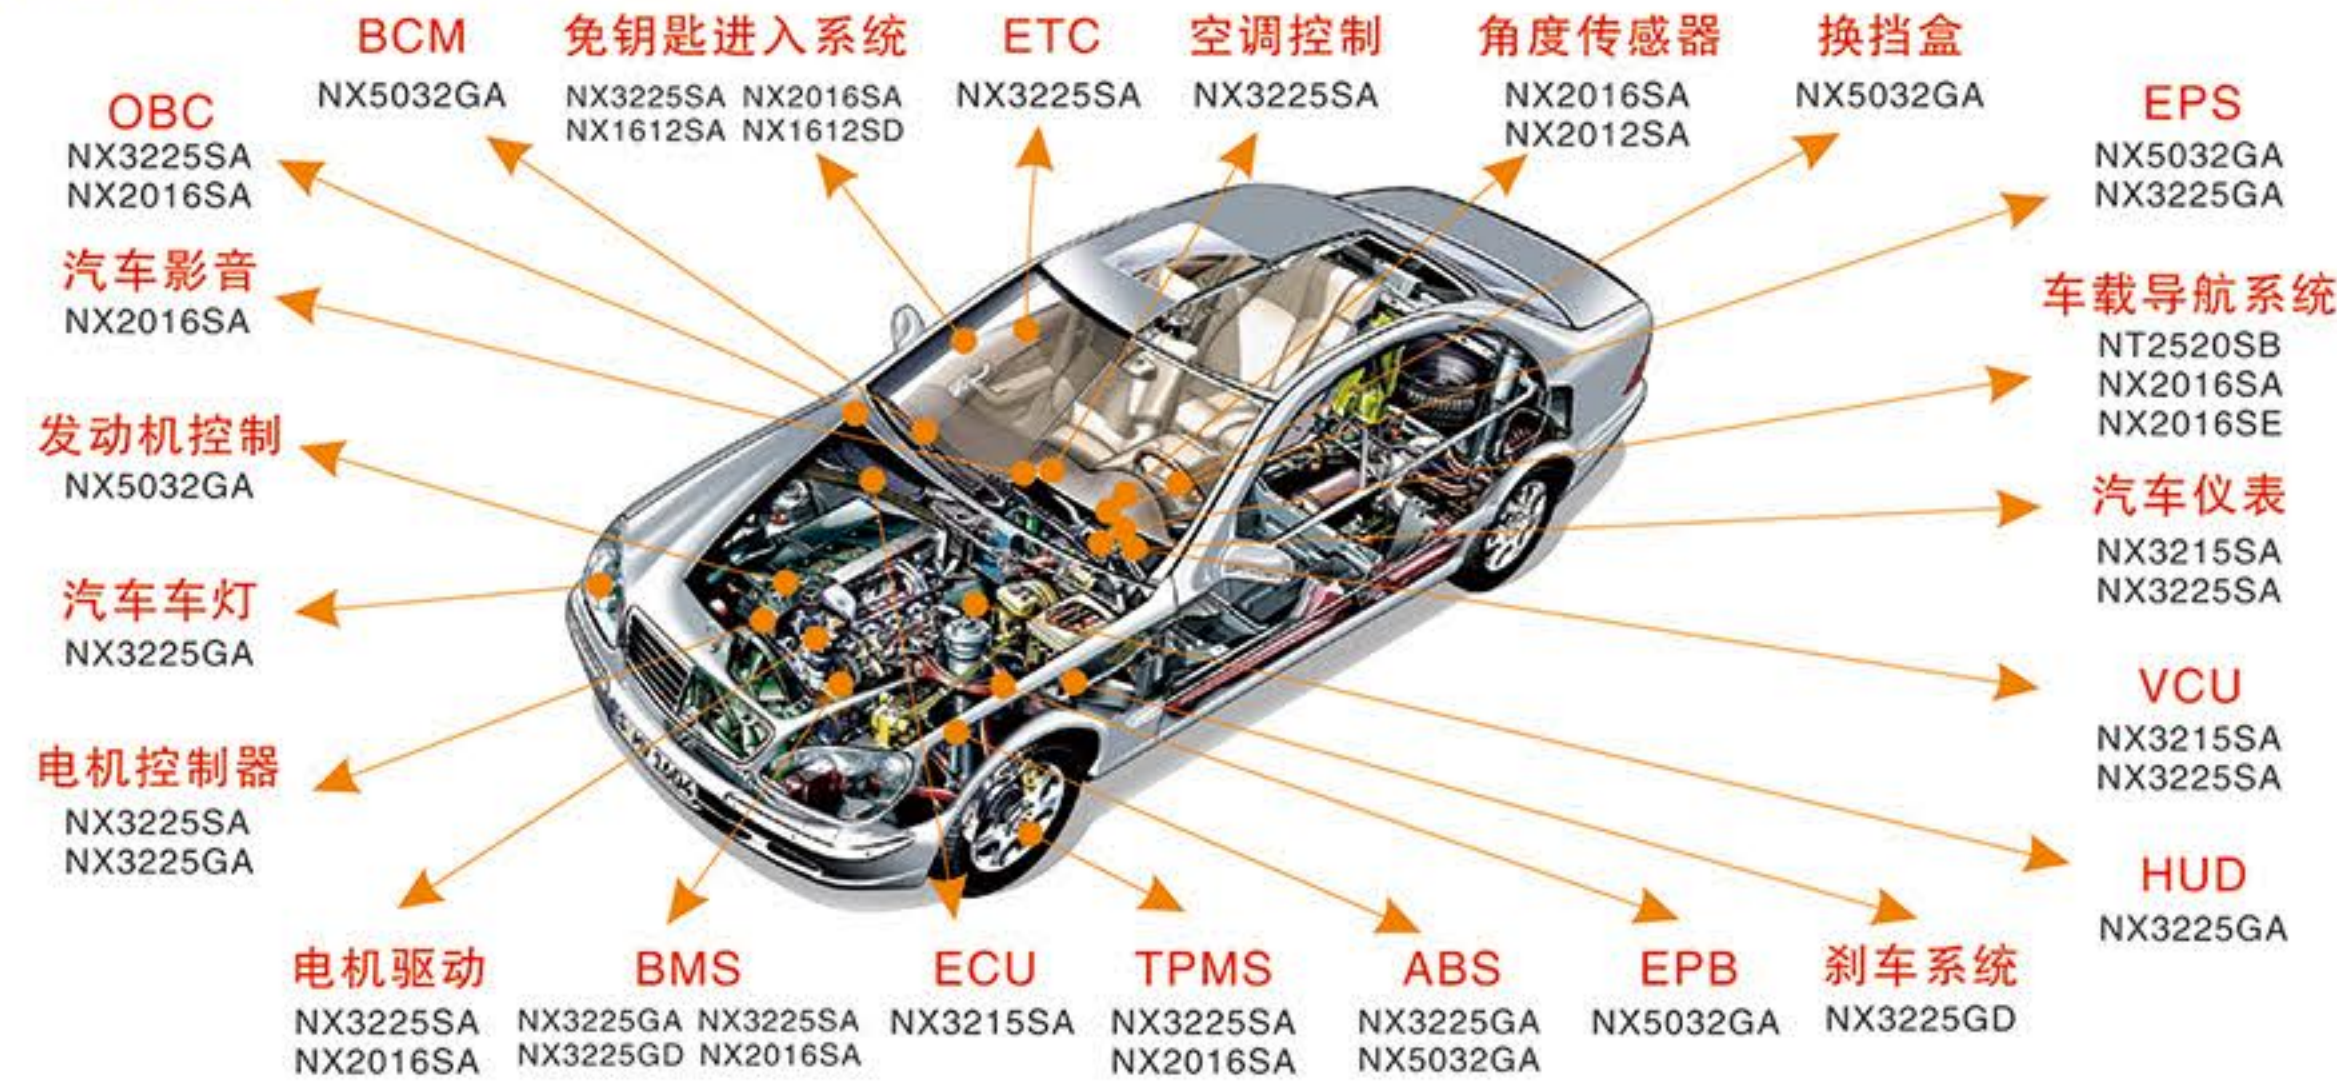 BCM
NX5032GA
免钥匙进入系统
NX3225SA NX2016SA
NX1612SA NX1612SD
ETC
NX3225SA
空调控制
NX3225SA
角度传感器
NX2016SA
NX2012SA
换挡盒
NX5032GA
OBC
NX3225SA
NX2016SA
EPS
NX5032GA
NX3225GA
汽车影音
NX2016SA
车载导航系统
NT2520SB
NX2016SA
NX2016SE
发动机控制
NX5032GA
汽车仪表
NX3215SA
NX3225SA
汽车车灯
NX3225GA
VCU
NX3215SA
NX3225SA
电机控制器
NX3225SA
NX3225GA
HUD
NX3225GA
电机驱动
NX3225SA
NX2016SA
BMS
NX3225GA NX3225SA
NX3225GD NX2016SA
ECU
NX3215SA
TPMS
NX3225SA
NX2016SA
ABS
NX3225GA
NX5032GA
EPB
NX5032GA
刹车系统
NX3225GD